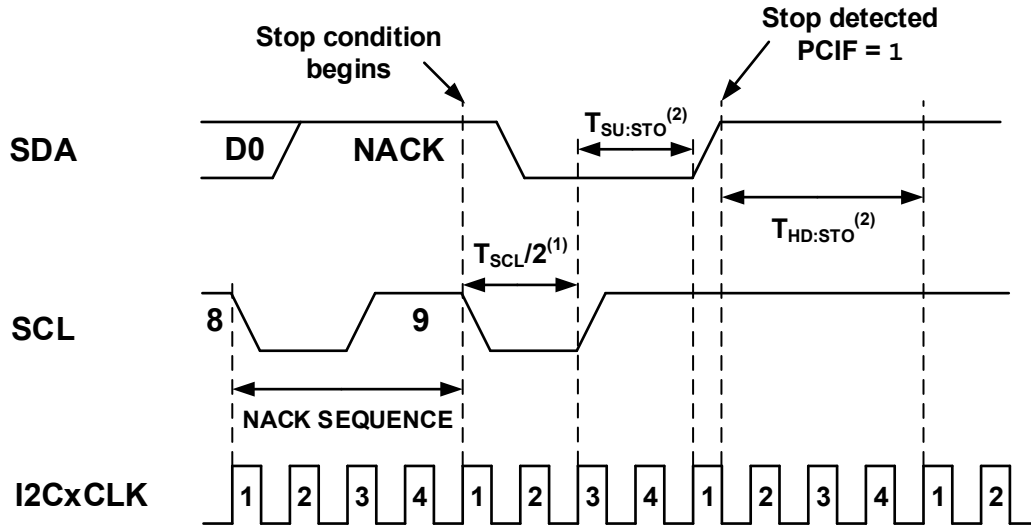 Stop condition
begins
Stop detected
PCIF = 1
SDA
D0
NACK
T_SU:STO^(2)
T_HD:STO^(2)
T_SCL/2^(1)
SCL
8
9
NACK SEQUENCE
I2CxCLK
1 2 3 4 1 2 3 4 1 2 3 4 1 2